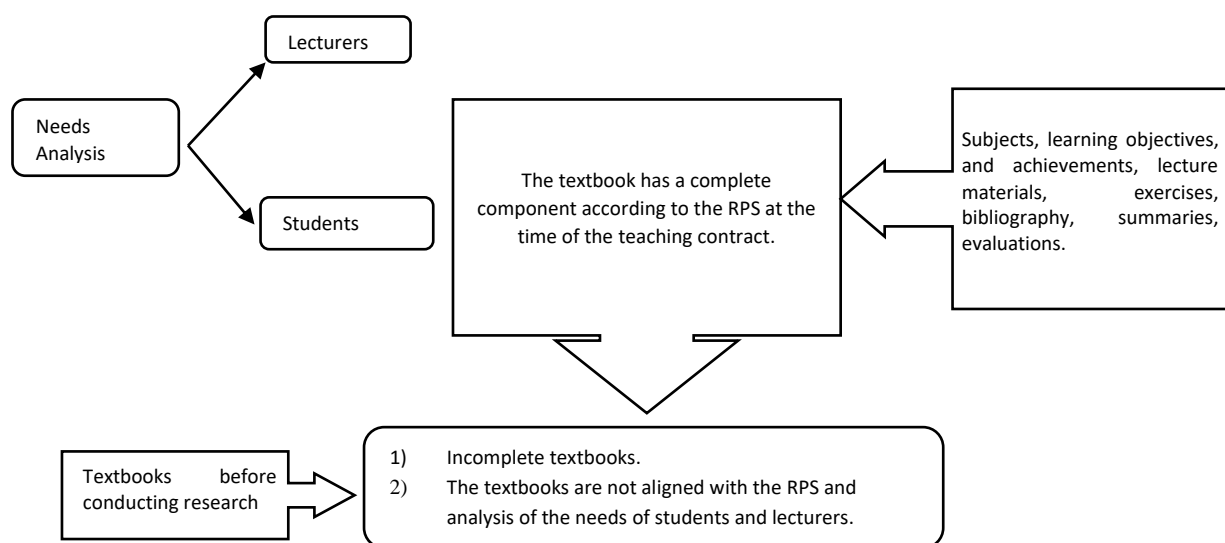 Lecturers
Needs
Analysis
Students
The textbook has a complete
component according to the RPS at the
time of the teaching contract.
Subjects, learning objectives,
and achievements, lecture
materials, exercises,
bibliography, summaries,
evaluations.
Textbooks before
conducting research
1) Incomplete textbooks.
2) The textbooks are not aligned with the RPS and
analysis of the needs of students and lecturers.